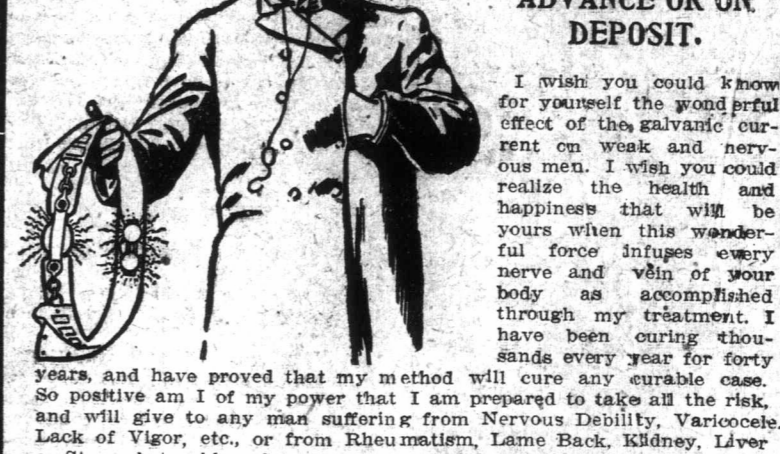 ADVANCE OR ON
DEPOSIT.
I wish you could know
for yourself the wonderful
effect of the galvanic cur-
rent on weak and nerv-
ous men. I wish you could
realize the health and
happiness that will be
yours when this wonder-
ful force infuses every
nerve and vein of your
body as accomplished
through my treatment. I
have been curing thou-
sands every year for forty
years, and have proved that my method will cure any curable case.
So positive am I of my power that I am prepared to take all the risk,
and will give to any man suffering from Nervous Debility, Varicocele,
Lack of Vigor, etc., or from Rheumatism, Lame Back, Kidney, Liver